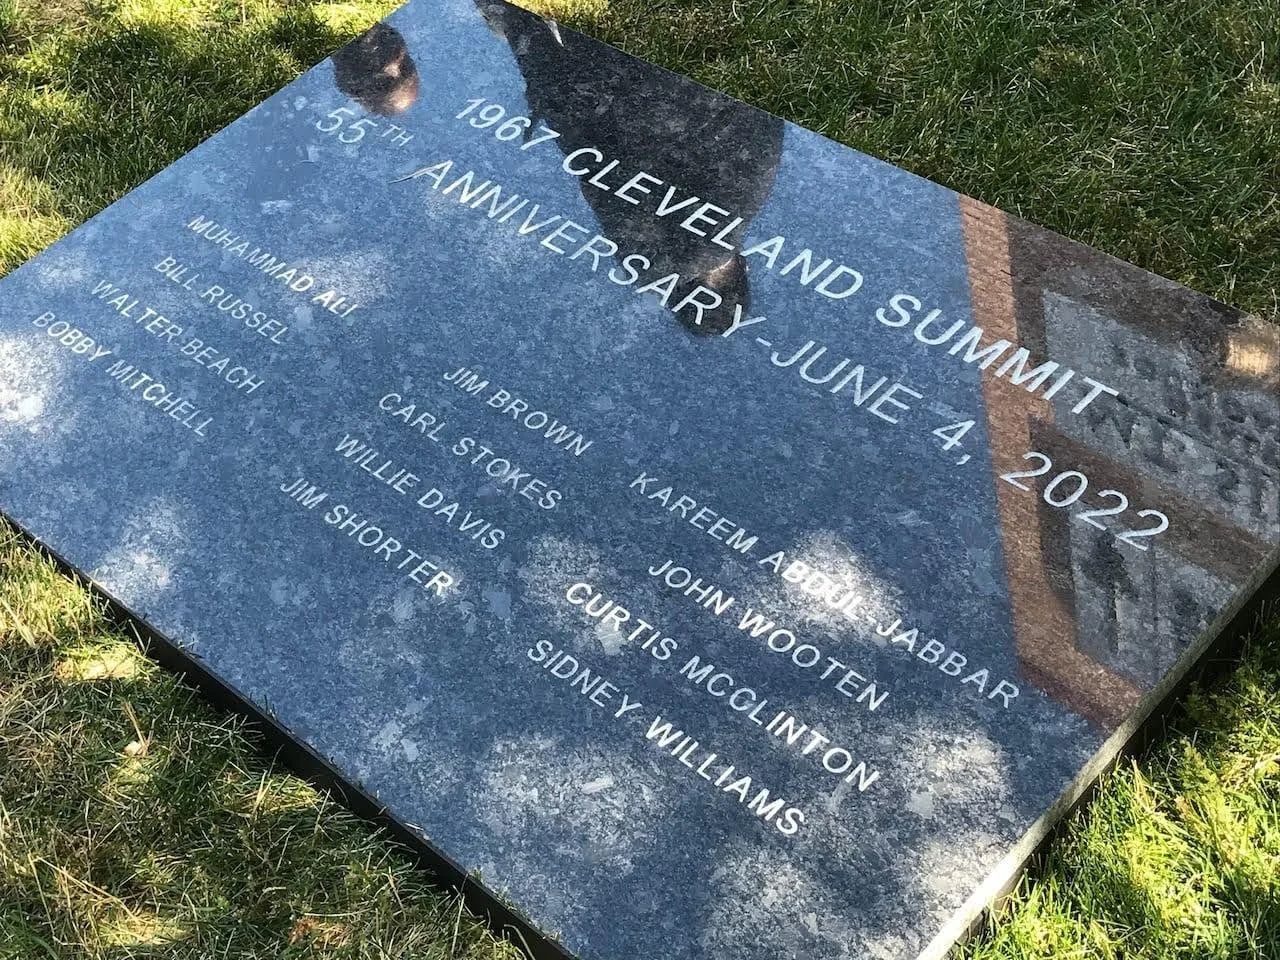 1967 CLEVELAND SUMMIT
55TH ANNIVERSARY-JUNE 4, 2022
MUHAMMAD ALI
BILL RUSSEL
WALTER BEACH
BOBBY MITCHELL
JIM BROWN
CARL STOKES
WILLIE DAVIS
JIM SHORTER
KAREEM ABDUL-JABBAR
JOHN WOOTEN
CURTIS MCCLINTON
SIDNEY WILLIAMS